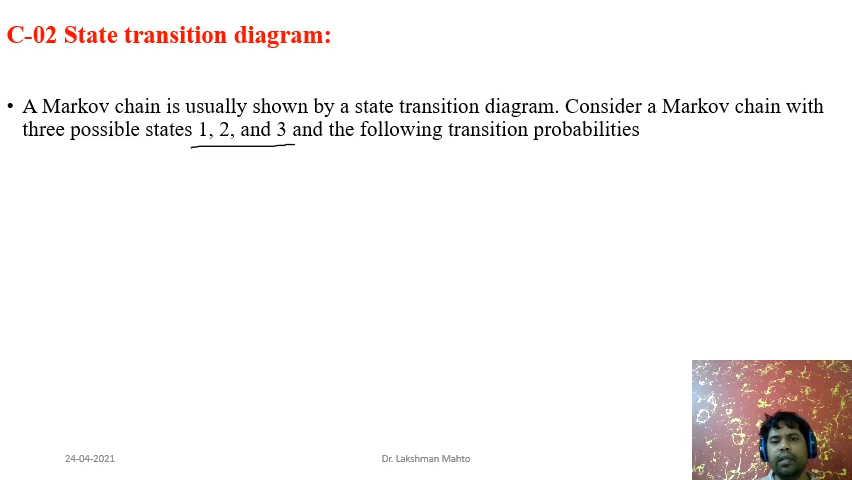 C-02 State transition diagram:
• A Markov chain is usually shown by a state transition diagram. Consider a Markov chain with
three possible states 1, 2, and 3 and the following transition probabilities
24-04-2021
Dr. Lakshman Mahto